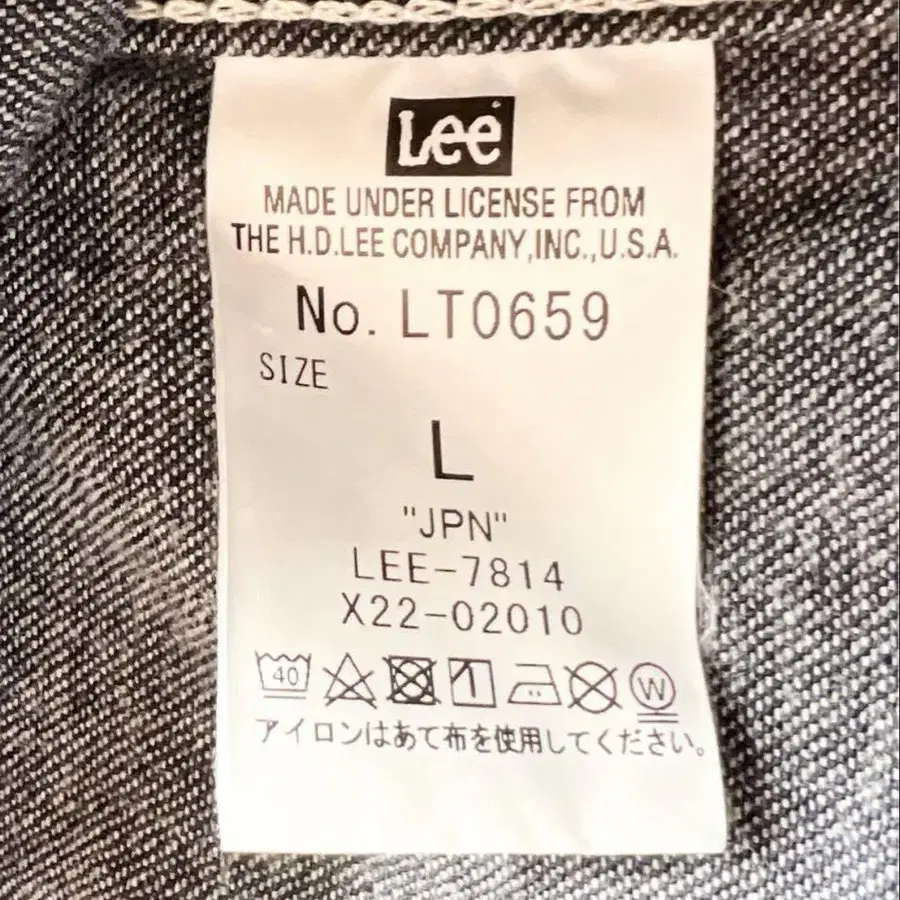 Lee
MADE UNDER LICENSE FROM
THE H.D.LEE COMPANY,INC.,U.S.A.
No. LT0659
SIZE
L
"JPN"
LEE-7814
X22-02010
40 W
アイロンはあて布を使用してください。